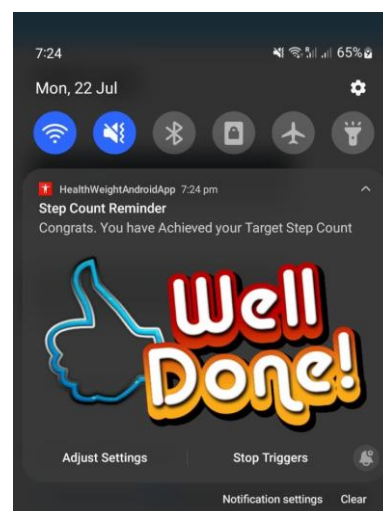 7:24
65%
Mon, 22 Jul
HealthWeightAndroidApp 7:24 pm
Step Count Reminder
Congrats. You have Achieved your Target Step Count
Well
Done!
Adjust Settings
Stop Triggers
Notification settings Clear